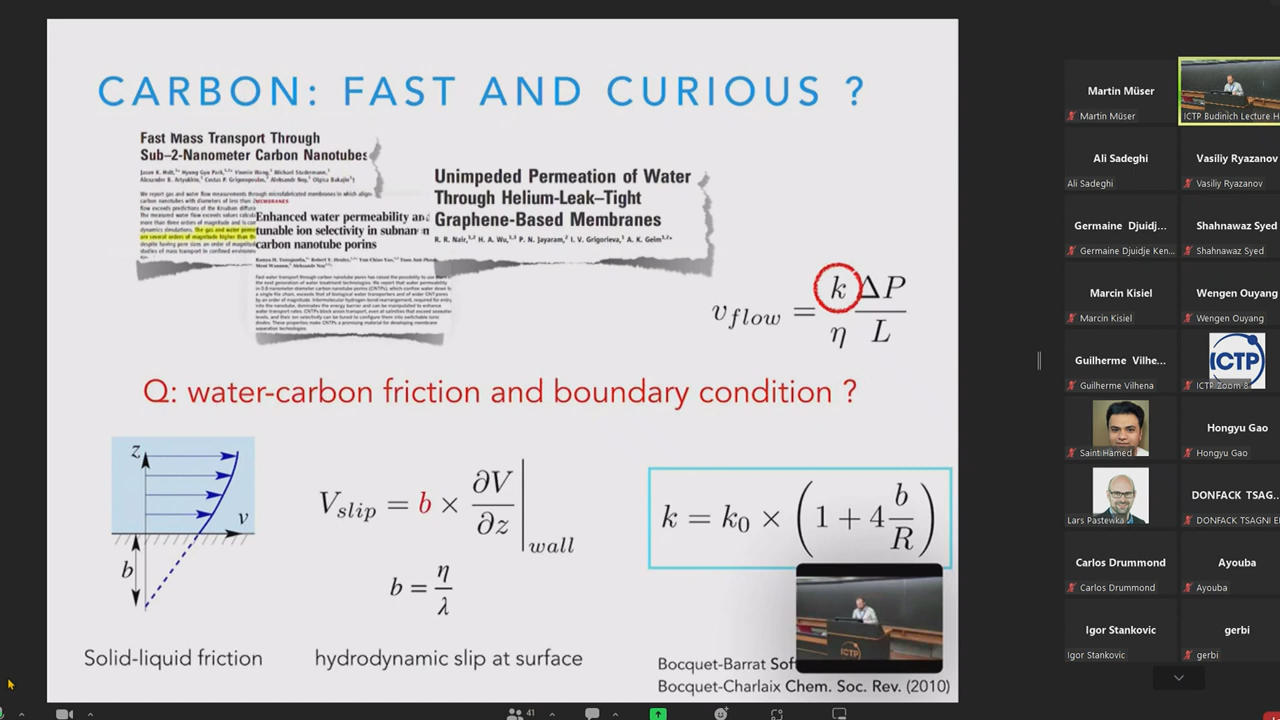 CARBON: FAST AND CURIOUS ?
Fast Mass Transport Through
Sub–2-Nanometer Carbon Nanotubes
MEMBRANES
Enhanced water permeability and
tunable ion selectivity in subnanon
carbon nanotube porins
Unimpeded Permeation of Water
Through Helium-Leak–Tight
Graphene-Based Membranes
R. R. Nair, H. A. Wu, P. N. Jayaram, I. V. Grigorieva, A. K. Geim
v_flow = k/η ΔP/L
Q: water-carbon friction and boundary condition ?
z
v
b
V_slip = b × ∂V/∂z |_wall
b = η/λ
k = k₀ × (1 + 4 b/R)
Solid-liquid friction
hydrodynamic slip at surface
Bocquet-Barrat Sof
Bocquet-Charlaix Chem. Soc. Rev. (2010)
ICTP
Martin Müser
Martin Müser
ICTP Budinich Lecture H
Ali Sadeghi
Ali Sadeghi
Vasiliy Ryazanov
Vasiliy Ryazanov
Germaine Djuidj...
Germaine Djuidje Ken...
Shahnawaz Syed
Shahnawaz Syed
Marcin Kisiel
Marcin Kisiel
Wengen Ouyang
Wengen Ouyang
Guilherme Vilhe...
Guilherme Vilhena
ICTP
ICTP Zoom 8
Saint Hamed
Hongyu Gao
Hongyu Gao
Lars Pastewka
DONFACK TSAG...
DONFACK TSAGNI E
Carlos Drummond
Carlos Drummond
Ayouba
Ayouba
Igor Stankovic
Igor Stankovic
gerbi
gerbi
41